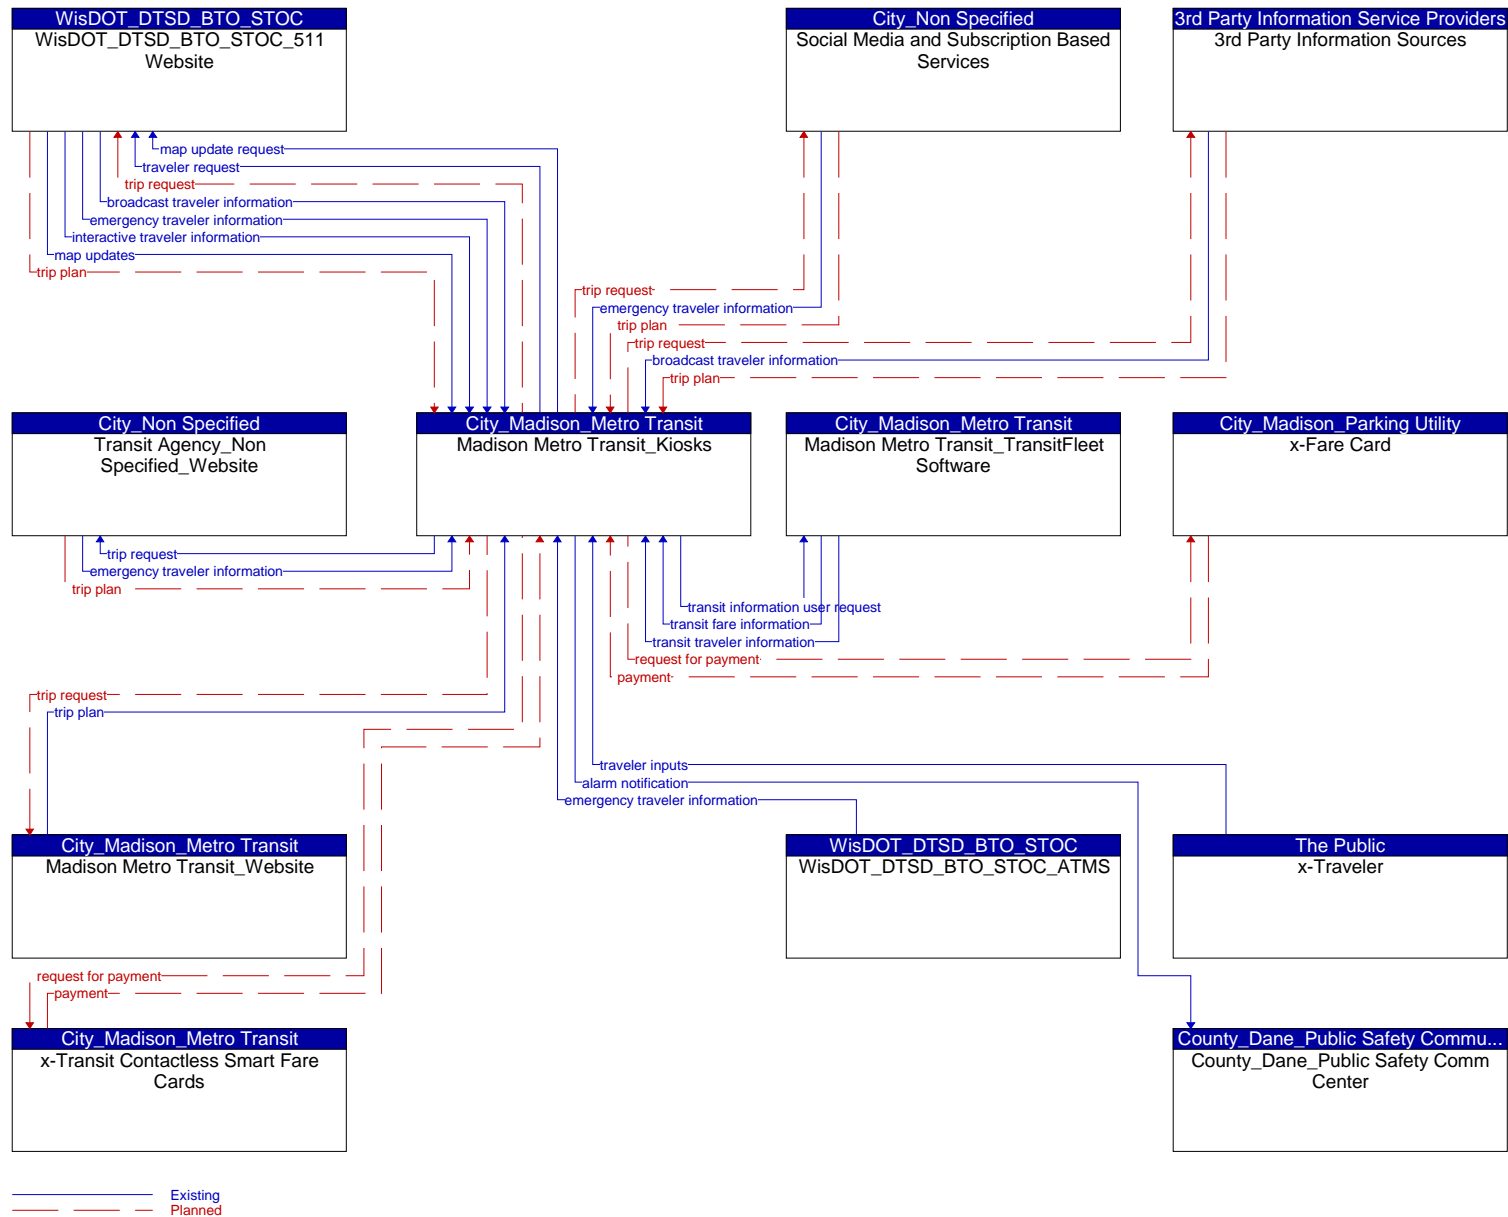 WisDOT_DTSD_BTO_STOC
WisDOT_DTSD_BTO_STOC_511
Website
City_Non Specified
Social Media and Subscription Based
Services
3rd Party Information Service Providers
3rd Party Information Sources
map update request
traveler request
trip request
broadcast traveler information
emergency traveler information
interactive traveler information
map updates
trip plan
trip request
emergency traveler information
trip plan
trip request
broadcast traveler information
trip plan
City_Non Specified
Transit Agency_Non
Specified_Website
City_Madison_Metro Transit
Madison Metro Transit_Kiosks
City_Madison_Metro Transit
Madison Metro Transit_TransitFleet
Software
City_Madison_Parking Utility
x-Fare Card
trip request
emergency traveler information
trip plan
transit information user request
transit fare information
transit traveler information
request for payment
payment
trip request
trip plan
traveler inputs
alarm notification
emergency traveler information
City_Madison_Metro Transit
Madison Metro Transit_Website
WisDOT_DTSD_BTO_STOC
WisDOT_DTSD_BTO_STOC_ATMS
The Public
x-Traveler
request for payment
payment
City_Madison_Metro Transit
x-Transit Contactless Smart Fare
Cards
County_Dane_Public Safety Commu...
County_Dane_Public Safety Comm
Center
Existing
Planned